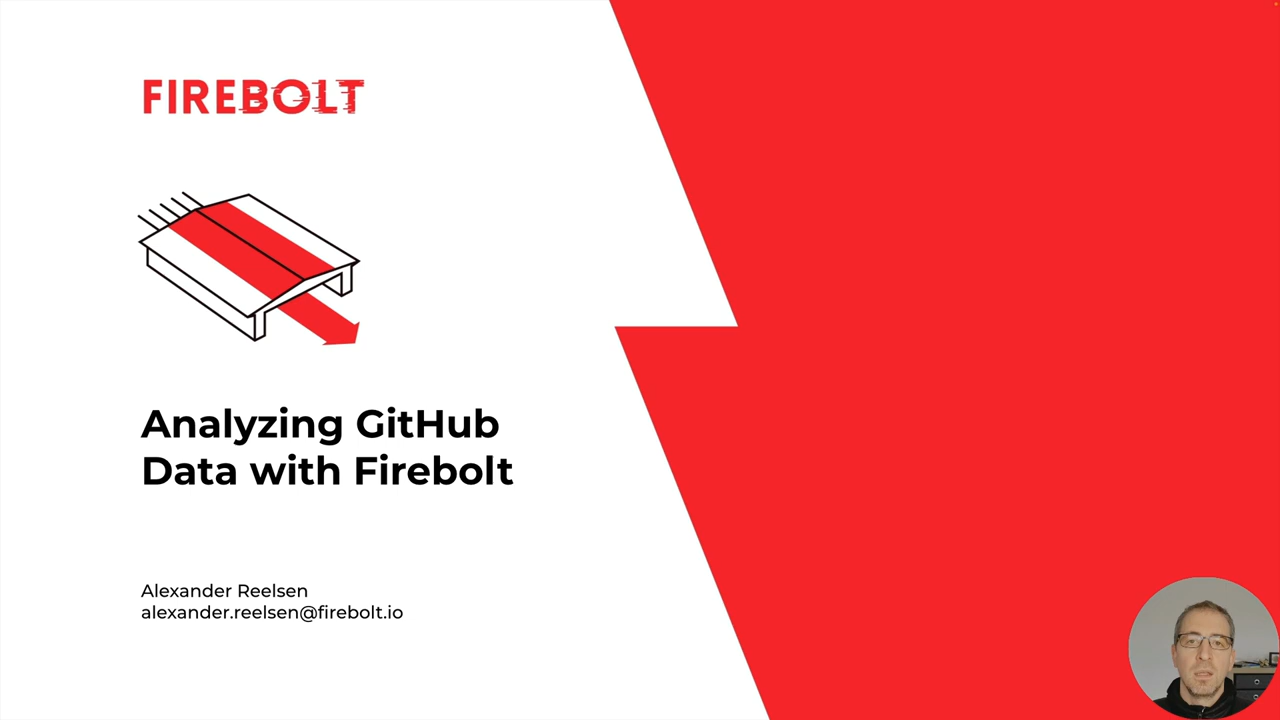 FIREBOLT
Analyzing GitHub
Data with Firebolt
Alexander Reelsen
alexander.reelsen@firebolt.io